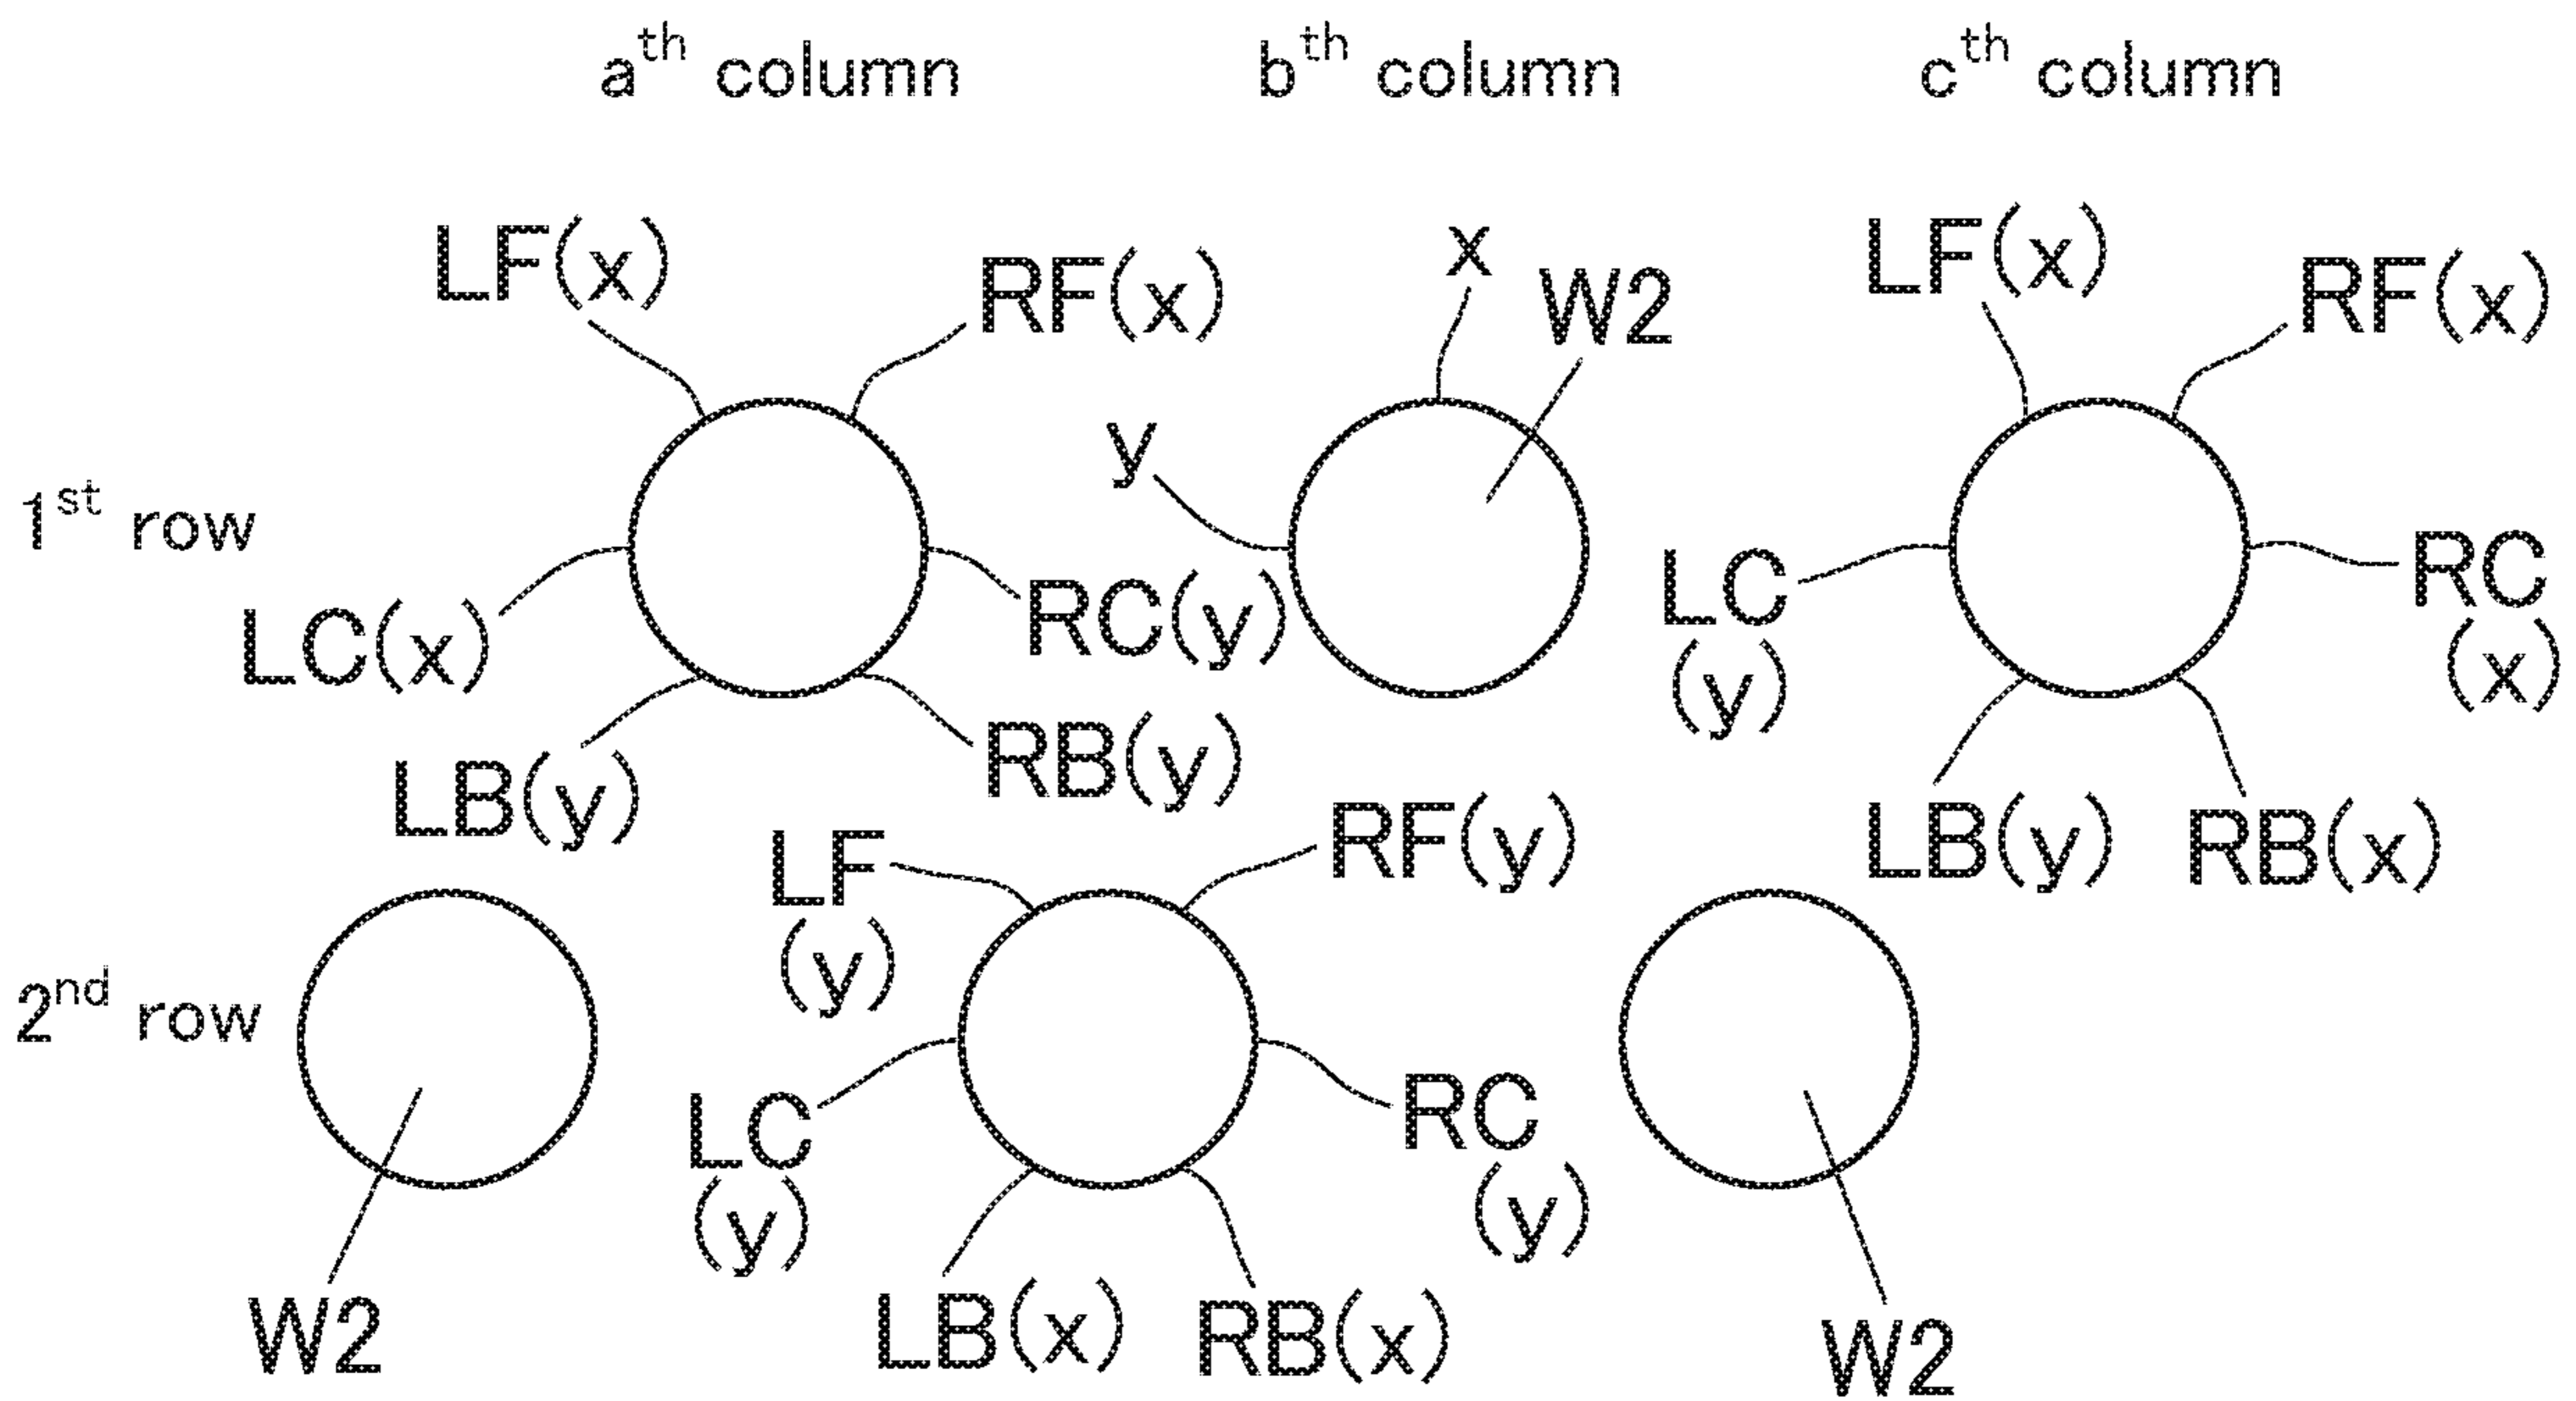 a^th column b^th column c^th column
LF(x) RF(x) x W2 LF(x) RF(x)
y
1^st row
LC(x) RC(y) LC (y) RC (x)
LB(y) RB(y) LB(y) RB(x)
LF (y) RF(y)
2^nd row
LC (y) RC (y)
W2 LB(x) RB(x) W2